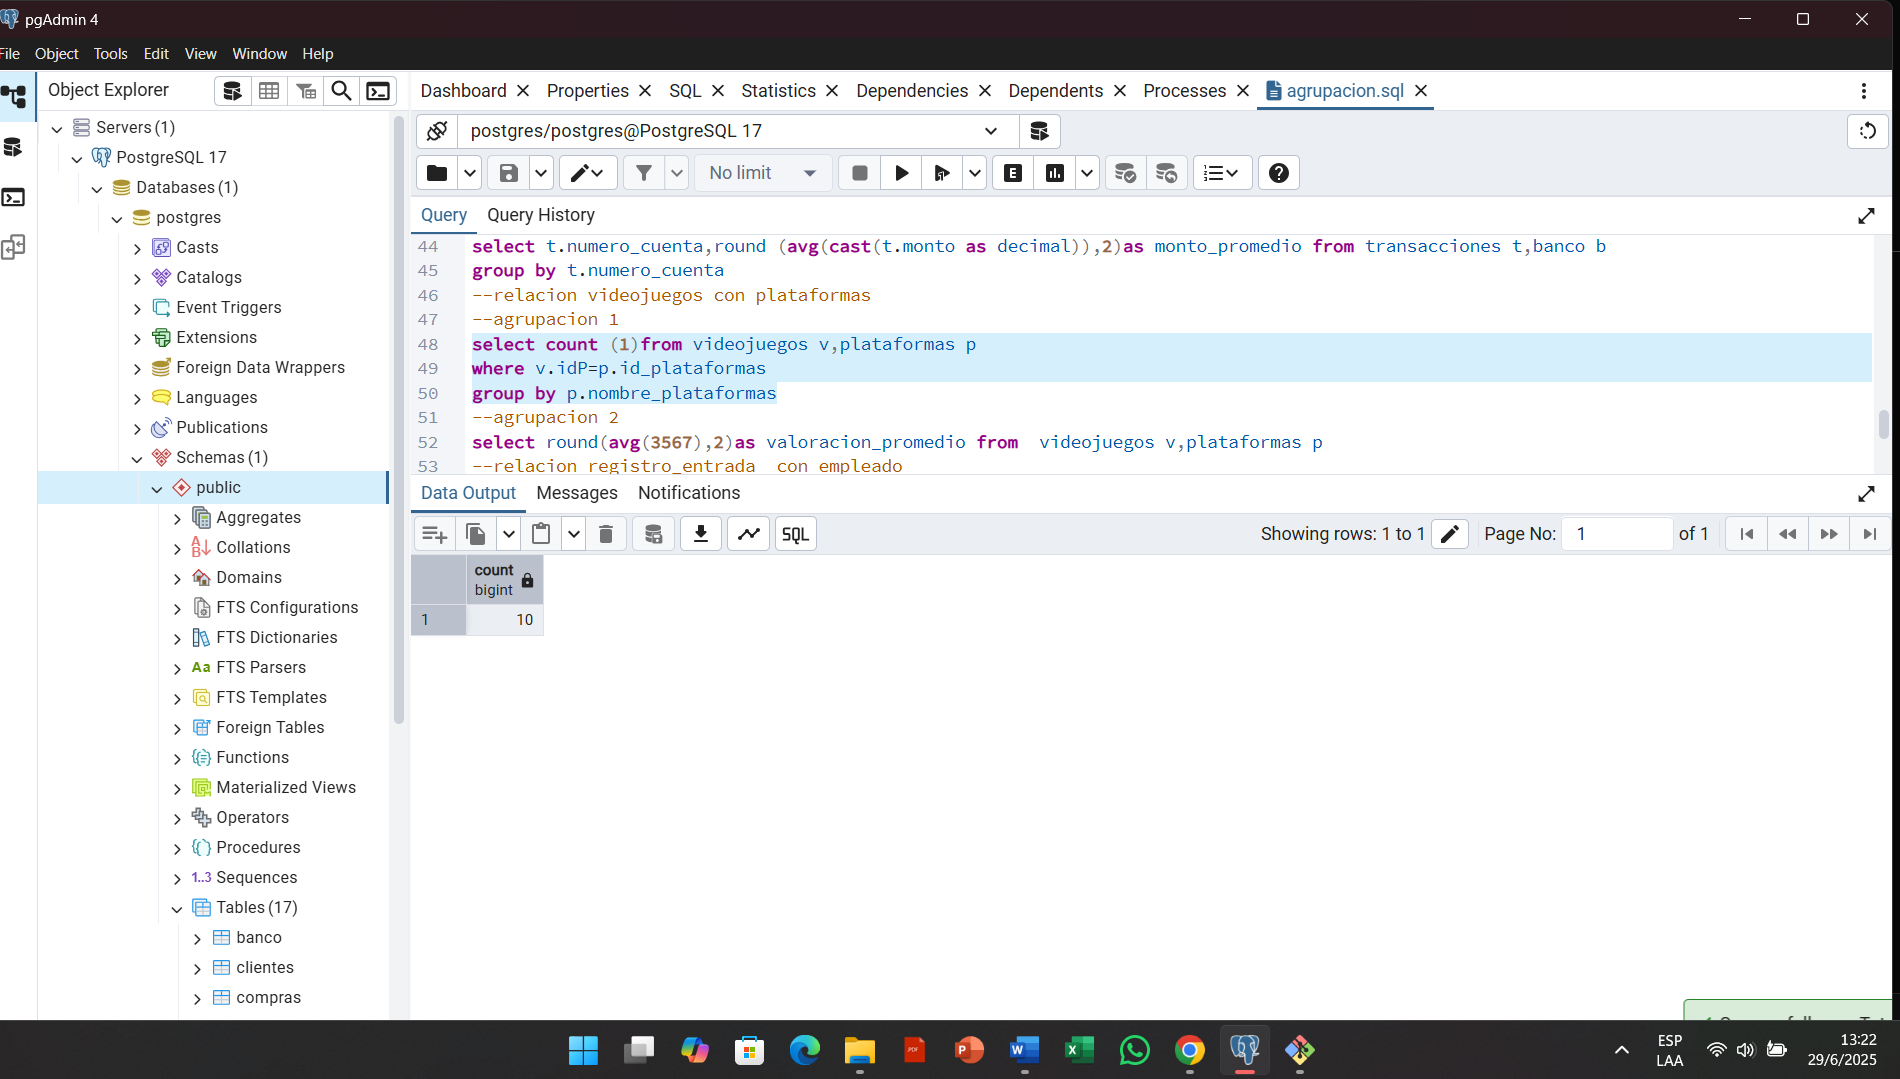 pgAdmin 4
File Object Tools Edit View Window Help
Object Explorer
Servers (1)
PostgreSQL 17
Databases (1)
postgres
Casts
Catalogs
Event Triggers
Extensions
Foreign Data Wrappers
Languages
Publications
Schemas (1)
public
Aggregates
Collations
Domains
FTS Configurations
FTS Dictionaries
Aa FTS Parsers
FTS Templates
Foreign Tables
Functions
Materialized Views
Operators
Procedures
1..3 Sequences
Tables (17)
banco
clientes
compras
Dashboard Properties SQL Statistics Dependencies Dependents Processes agrupacion.sql
postgres/postgres@PostgreSQL 17
No limit E
Query Query History
44 select t.numero_cuenta,round (avg(cast(t.monto as decimal)),2)as monto_promedio from transacciones t,banco b
45 group by t.numero_cuenta
46 --relacion videojuegos con plataformas
47 --agrupacion 1
48 select count (1)from videojuegos v,plataformas p
49 where v.idP=p.id_plataformas
50 group by p.nombre_plataformas
51 --agrupacion 2
52 select round(avg(3567),2)as valoracion_promedio from  videojuegos v,plataformas p
53 --relacion registro_entrada  con empleado
Data Output Messages Notifications
SQL Showing rows: 1 to 1 Page No: 1 of 1
count
bigint
1 10
ESP
LAA
13:22
29/6/2025